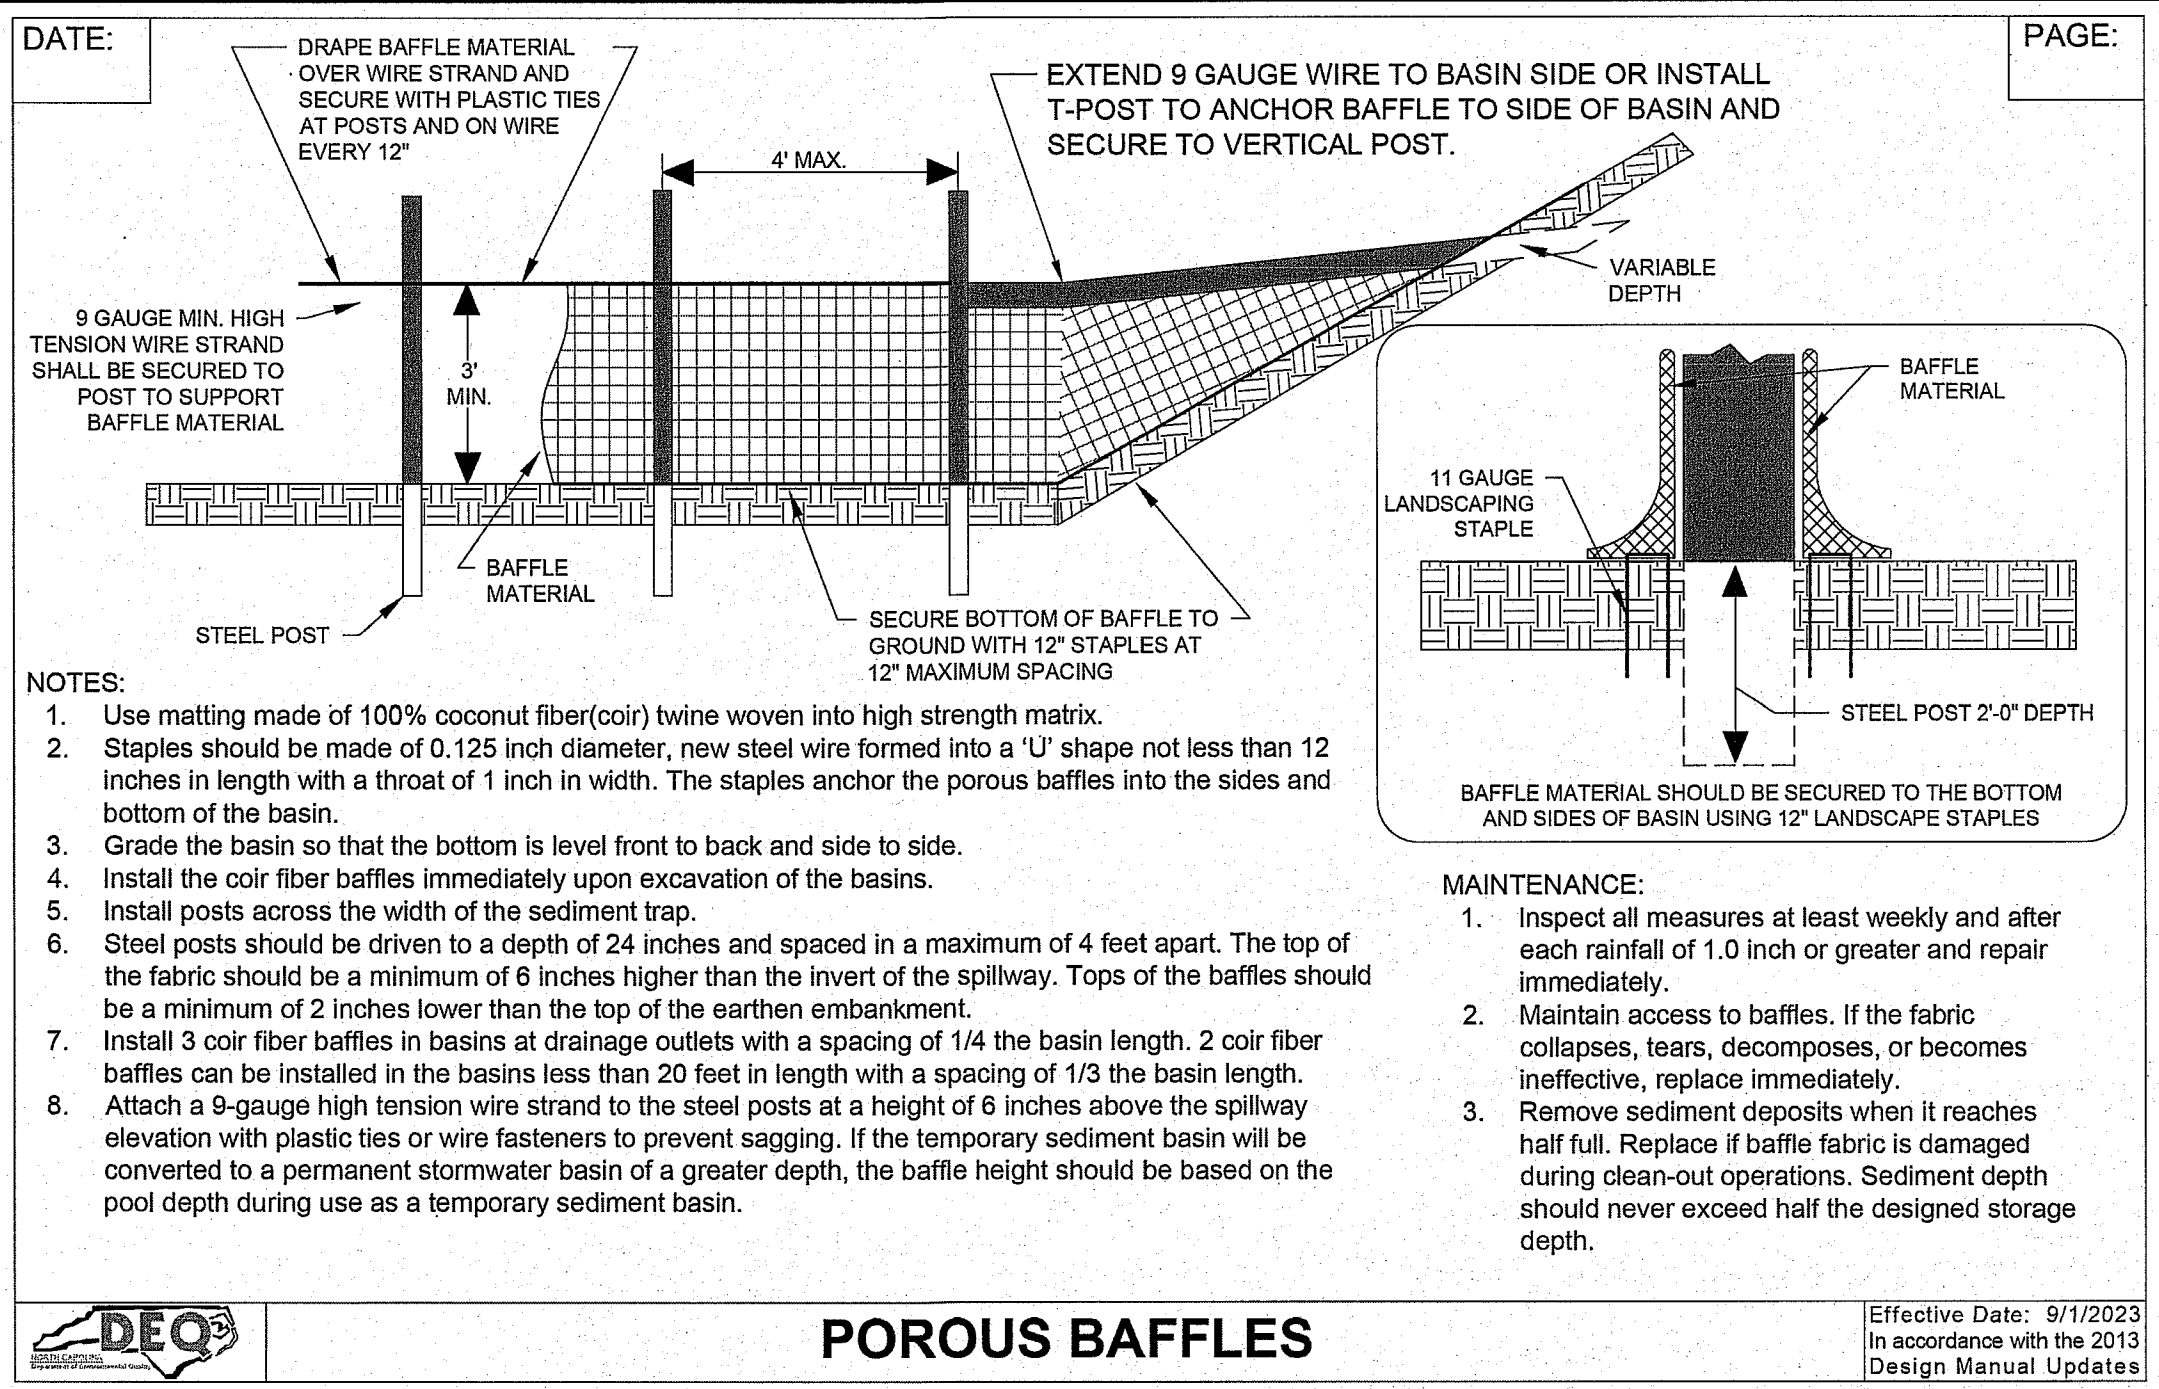 DATE:
PAGE:
DRAPE BAFFLE MATERIAL
OVER WIRE STRAND AND
SECURE WITH PLASTIC TIES
AT POSTS AND ON WIRE
EVERY 12"
EXTEND 9 GAUGE WIRE TO BASIN SIDE OR INSTALL
T-POST TO ANCHOR BAFFLE TO SIDE OF BASIN AND
SECURE TO VERTICAL POST.
4' MAX.
VARIABLE
DEPTH
9 GAUGE MIN. HIGH
TENSION WIRE STRAND
SHALL BE SECURED TO
POST TO SUPPORT
BAFFLE MATERIAL
3'
MIN.
BAFFLE
MATERIAL
STEEL POST
SECURE BOTTOM OF BAFFLE TO
GROUND WITH 12" STAPLES AT
12" MAXIMUM SPACING
BAFFLE
MATERIAL
11 GAUGE
LANDSCAPING
STAPLE
STEEL POST 2'-0" DEPTH
BAFFLE MATERIAL SHOULD BE SECURED TO THE BOTTOM
AND SIDES OF BASIN USING 12" LANDSCAPE STAPLES
NOTES:
1. Use matting made of 100% coconut fiber(coir) twine woven into high strength matrix.
2. Staples should be made of 0.125 inch diameter, new steel wire formed into a ‘U’ shape not less than 12
inches in length with a throat of 1 inch in width. The staples anchor the porous baffles into the sides and
bottom of the basin.
3. Grade the basin so that the bottom is level front to back and side to side.
4. Install the coir fiber baffles immediately upon excavation of the basins.
5. Install posts across the width of the sediment trap.
6. Steel posts should be driven to a depth of 24 inches and spaced in a maximum of 4 feet apart. The top of
the fabric should be a minimum of 6 inches higher than the invert of the spillway. Tops of the baffles should
be a minimum of 2 inches lower than the top of the earthen embankment.
7. Install 3 coir fiber baffles in basins at drainage outlets with a spacing of 1/4 the basin length. 2 coir fiber
baffles can be installed in the basins less than 20 feet in length with a spacing of 1/3 the basin length.
8. Attach a 9-gauge high tension wire strand to the steel posts at a height of 6 inches above the spillway
elevation with plastic ties or wire fasteners to prevent sagging. If the temporary sediment basin will be
converted to a permanent stormwater basin of a greater depth, the baffle height should be based on the
pool depth during use as a temporary sediment basin.
MAINTENANCE:
1. Inspect all measures at least weekly and after
each rainfall of 1.0 inch or greater and repair
immediately.
2. Maintain access to baffles. If the fabric
collapses, tears, decomposes, or becomes
ineffective, replace immediately.
3. Remove sediment deposits when it reaches
half full. Replace if baffle fabric is damaged
during clean-out operations. Sediment depth
should never exceed half the designed storage
depth.
DEQ
NORTH CAROLINA
Department of Environmental Quality
POROUS BAFFLES
Effective Date: 9/1/2023
In accordance with the 2013
Design Manual Updates